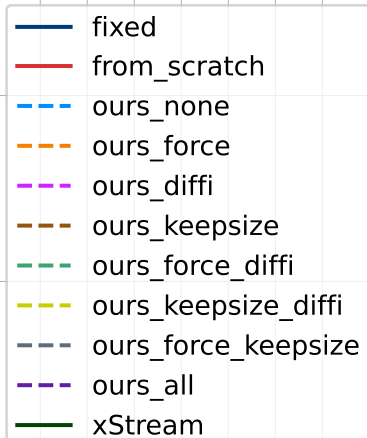 fixed
from_scratch
ours_none
ours_force
ours_diffi
ours_keepsize
ours_force_diffi
ours_keepsize_diffi
ours_force_keepsize
ours_all
xStream